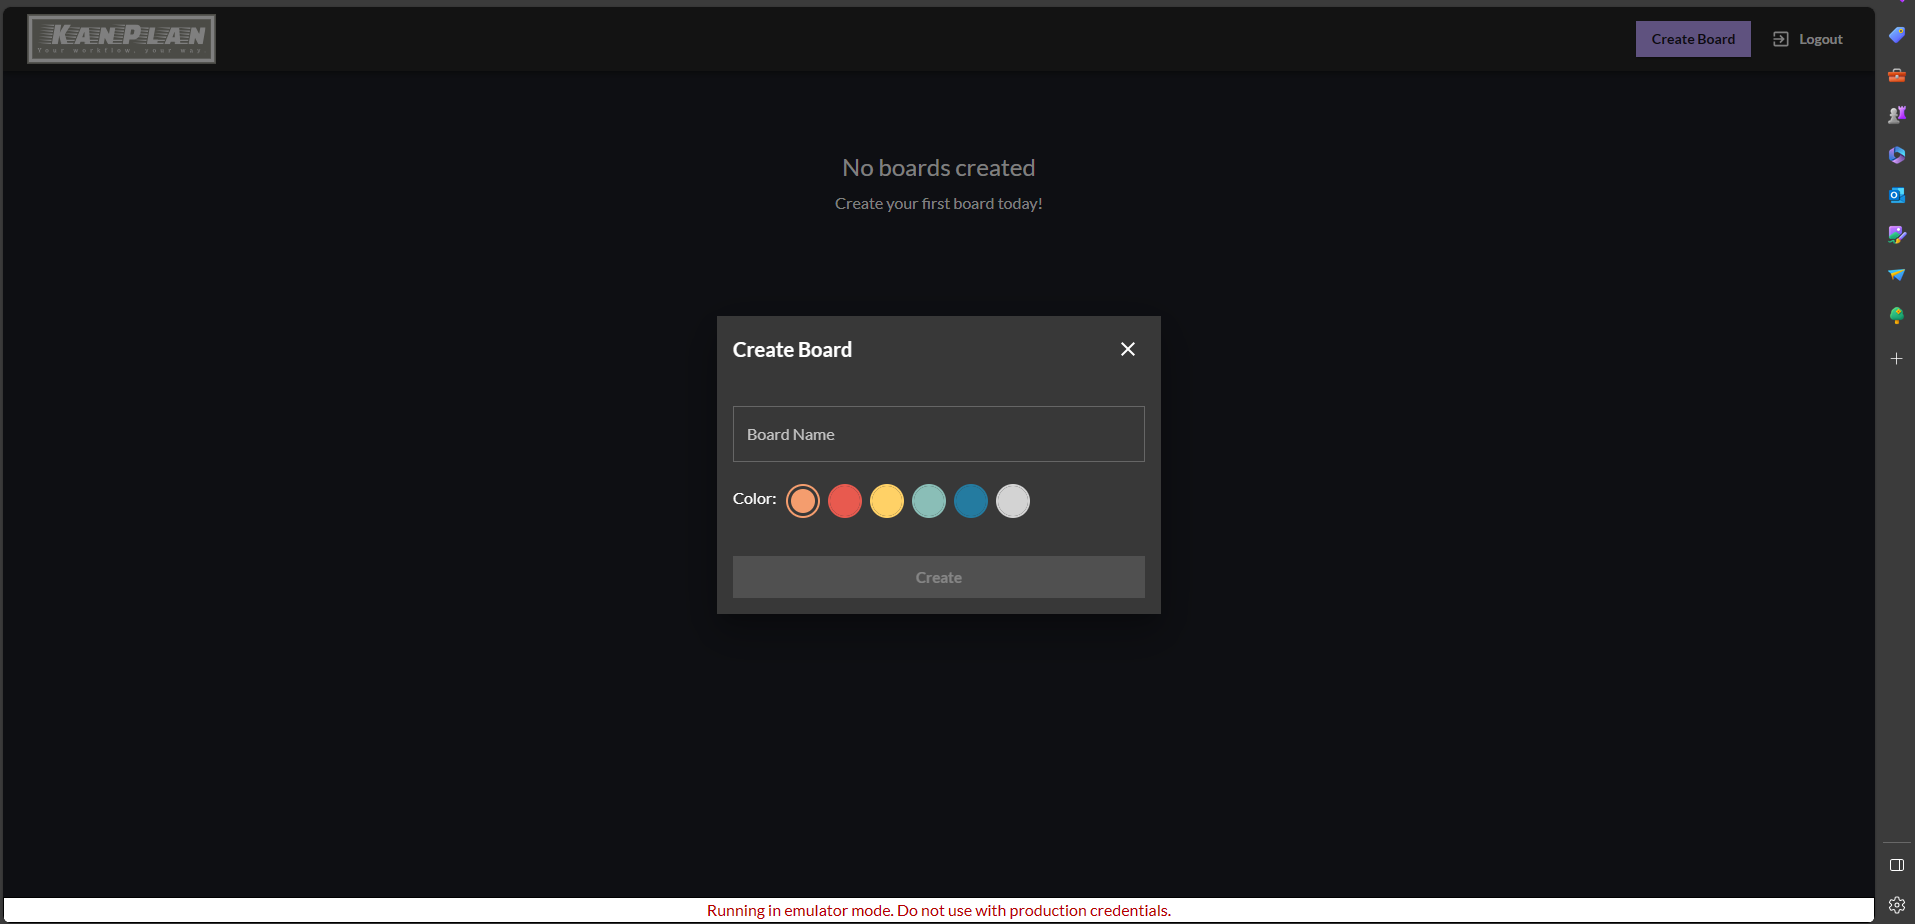 KANPLAN
Your workflow, your way.
Create Board
Logout
No boards created
Create your first board today!
Create Board
Board Name
Color:
Create
Running in emulator mode. Do not use with production credentials.